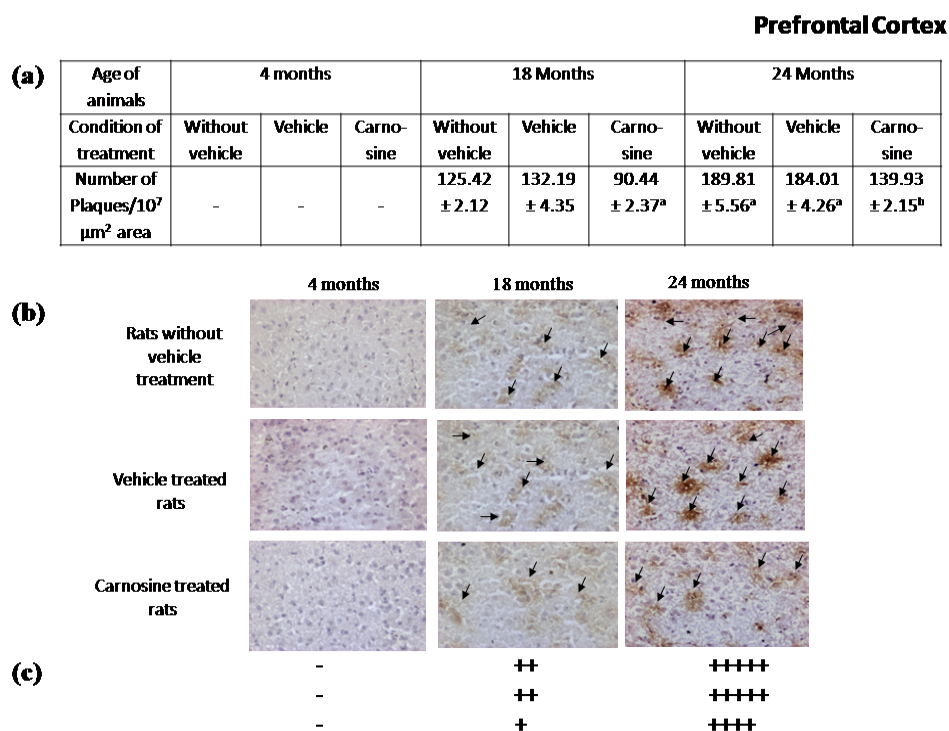 Prefrontal Cortex
(a)
Age of animals 4 months 18 Months 24 Months
Condition of treatment Without vehicle Vehicle Carno-sine Without vehicle Vehicle Carno-sine Without vehicle Vehicle Carno-sine
Number of Plaques/10⁷ μm² area - - - 125.42 ± 2.12 132.19 ± 4.35 90.44 ± 2.37ᵃ 189.81 ± 5.56ᵃ 184.01 ± 4.26ᵃ 139.93 ± 2.15ᵇ
4 months 18 months 24 months
(b)
Rats without
vehicle
treatment
Vehicle treated
rats
Carnosine treated
rats
(c)
- ++ +++++
- ++ +++++
- + ++++